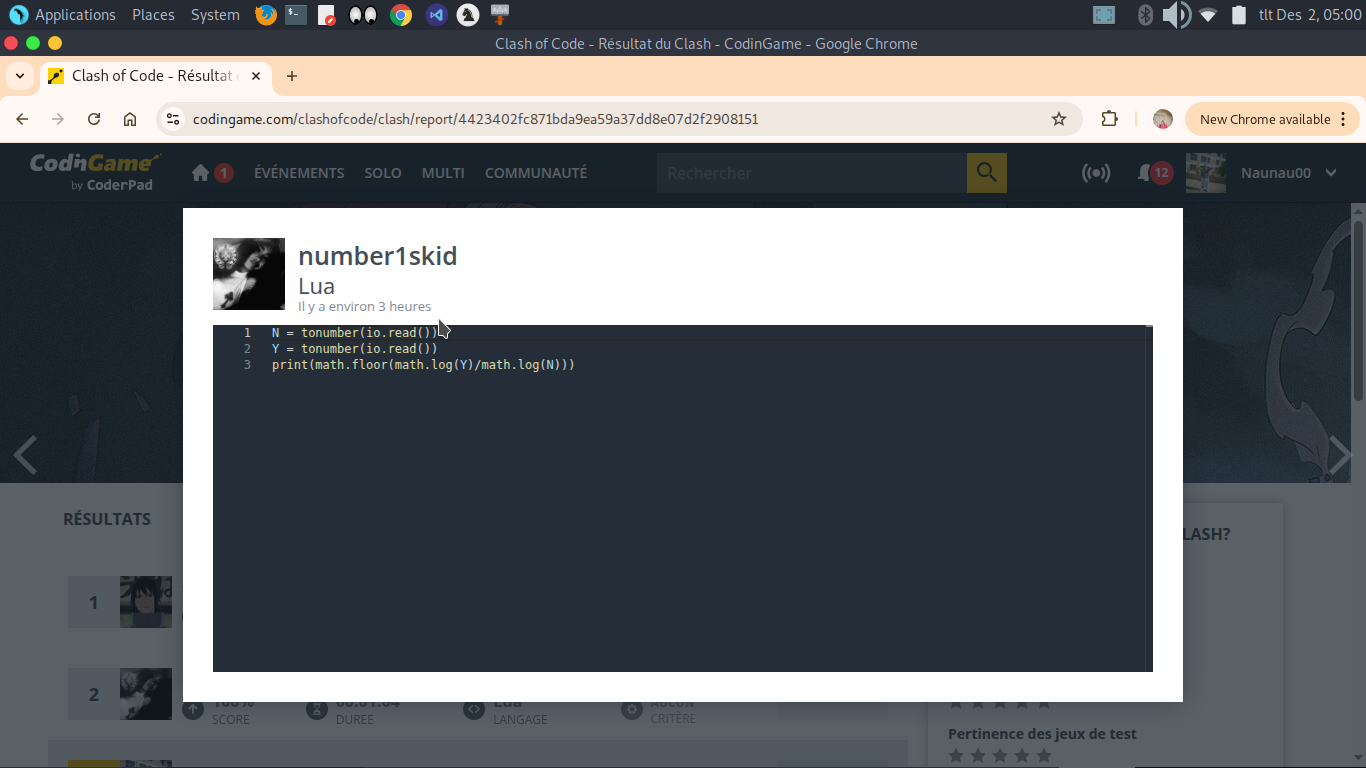 Applications Places System tlt Des 2, 05:00
Clash of Code - Résultat du Clash - CodinGame - Google Chrome
Clash of Code - Résultat
codingame.com/clashofcode/clash/report/4423402fc871bda9ea59a37dd8e07d2f2908151 New Chrome available
CodinGame
by CoderPad
1 ÉVÉNEMENTS SOLO MULTI COMMUNAUTÉ Rechercher 12 Naunau00
number1skid
Lua
Il y a environ 3 heures
1 N = tonumber(io.read())
2 Y = tonumber(io.read())
3 print(math.floor(math.log(Y)/math.log(N)))
RÉSULTATS
LASH?
1
2
100% 00:01:04 Lua AUCUN
SCORE DUREE LANGAGE CRITÈRE
Pertinence des jeux de test